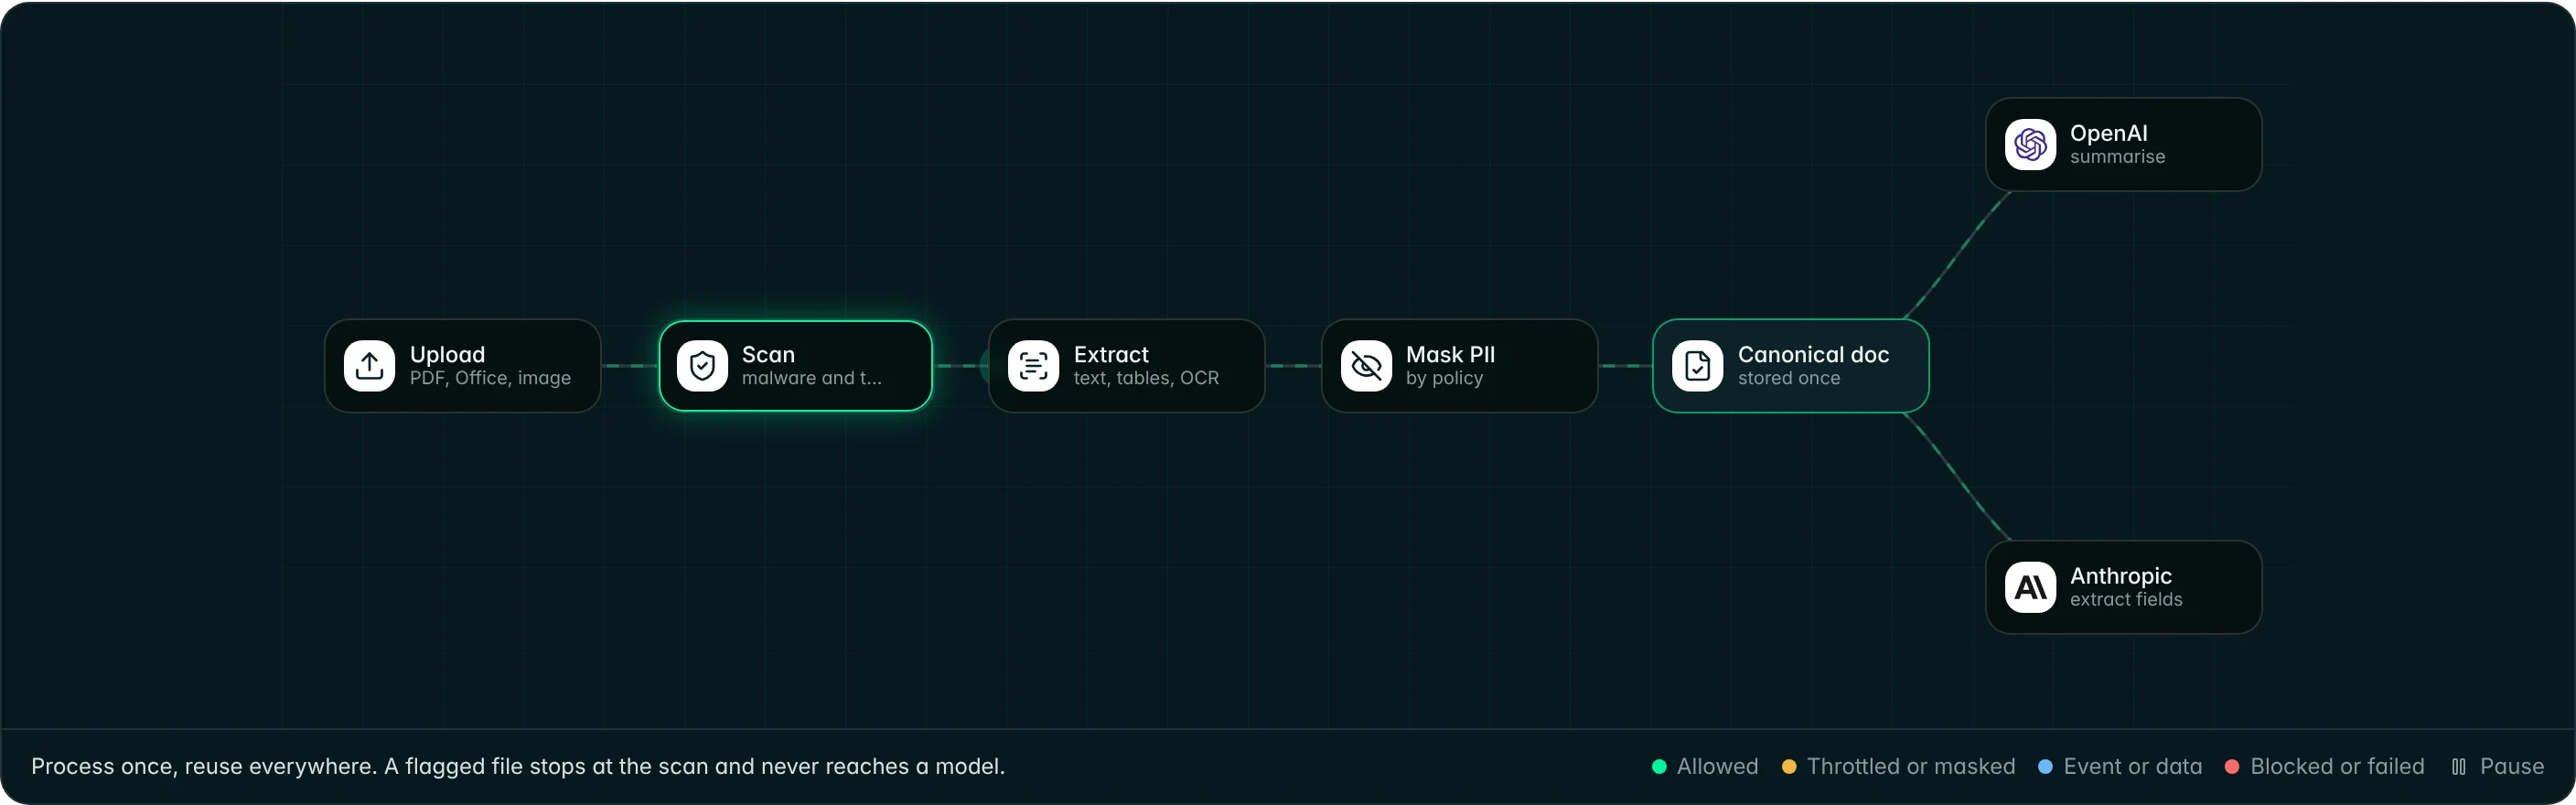 OpenAI
summarise
Upload
PDF, Office, image
Scan
malware and t...
Extract
text, tables, OCR
Mask PII
by policy
Canonical doc
stored once
Anthropic
extract fields
Process once, reuse everywhere. A flagged file stops at the scan and never reaches a model.
Allowed
Throttled or masked
Event or data
Blocked or failed
Pause